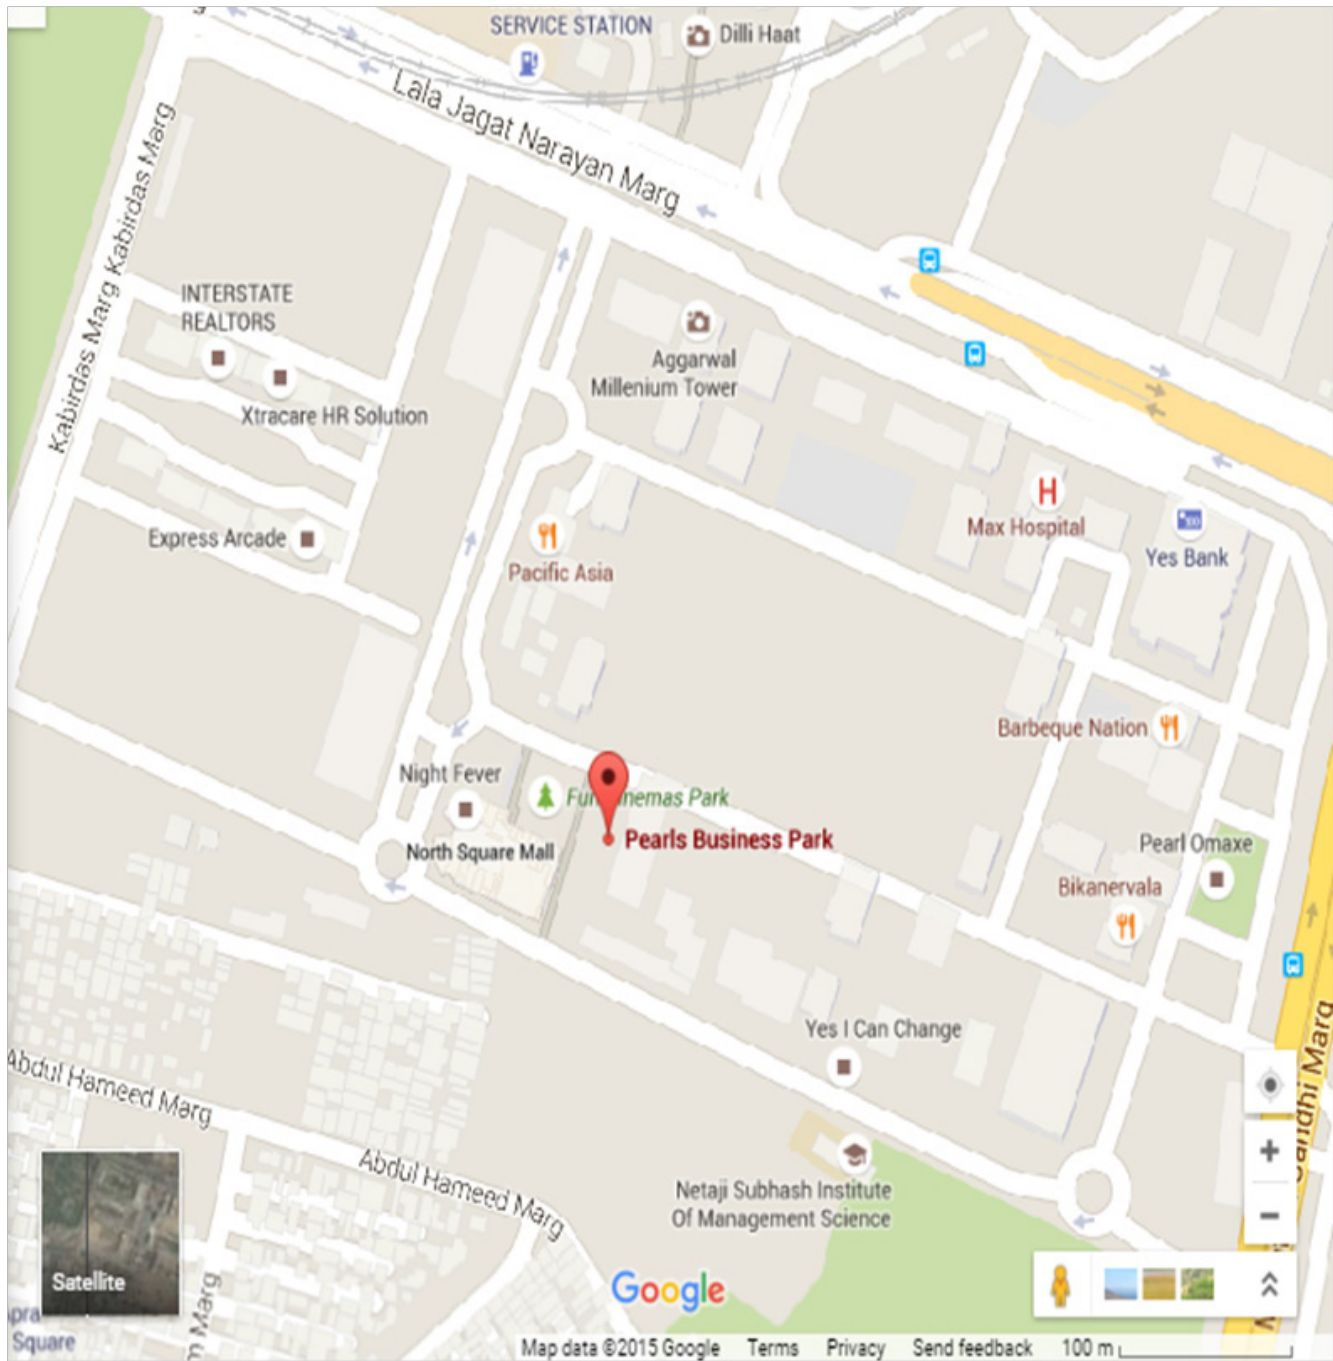 SERVICE STATION
Dilli Haat
Lala Jagat Narayan Marg
Kabirdas Marg
Kabirdas Marg
INTERSTATE
REALTORS
Xtracare HR Solution
Aggarwal
Millenium Tower
Express Arcade
Pacific Asia
H
Max Hospital
Yes Bank
Barbeque Nation
Night Fever
Park
Pearls Business Park
North Square Mall
Pearl Omaxe
Bikanervala
Yes I Can Change
Abdul Hameed Marg
Abdul Hameed Marg
Netaji Subhash Institute
Of Management Science
Marg
Marg
Satellite
Square
Google
Map data ©2015 Google Terms Privacy Send feedback 100 m